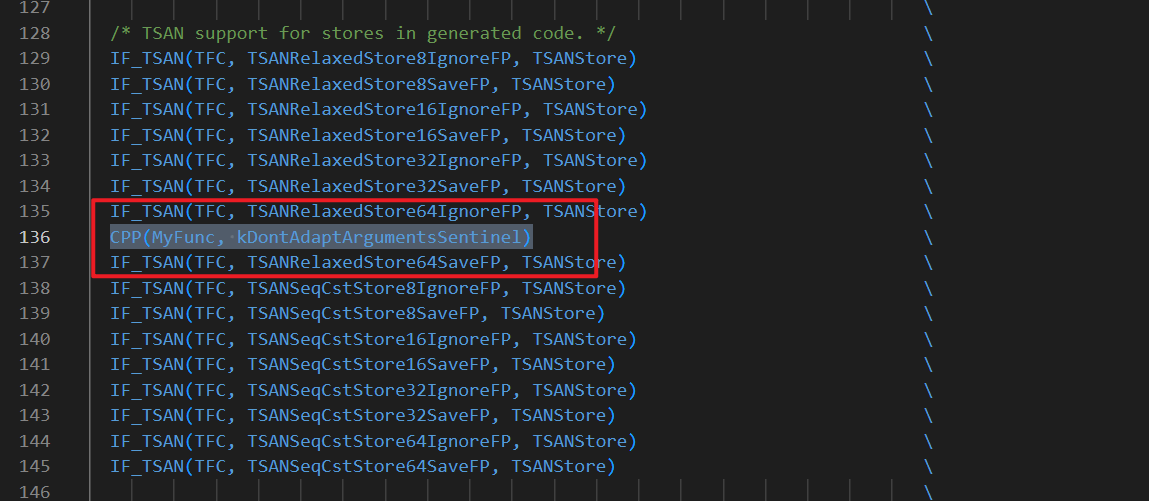 127 \
128 /* TSAN support for stores in generated code. */ \
129 IF_TSAN(TFC, TSANRelaxedStore8IgnoreFP, TSANStore) \
130 IF_TSAN(TFC, TSANRelaxedStore8SaveFP, TSANStore) \
131 IF_TSAN(TFC, TSANRelaxedStore16IgnoreFP, TSANStore) \
132 IF_TSAN(TFC, TSANRelaxedStore16SaveFP, TSANStore) \
133 IF_TSAN(TFC, TSANRelaxedStore32IgnoreFP, TSANStore) \
134 IF_TSAN(TFC, TSANRelaxedStore32SaveFP, TSANStore) \
135 IF_TSAN(TFC, TSANRelaxedStore64IgnoreFP, TSANStore) \
136 CPP(MyFunc, kDontAdaptArgumentsSentinel) \
137 IF_TSAN(TFC, TSANRelaxedStore64SaveFP, TSANStore) \
138 IF_TSAN(TFC, TSANSeqCstStore8IgnoreFP, TSANStore) \
139 IF_TSAN(TFC, TSANSeqCstStore8SaveFP, TSANStore) \
140 IF_TSAN(TFC, TSANSeqCstStore16IgnoreFP, TSANStore) \
141 IF_TSAN(TFC, TSANSeqCstStore16SaveFP, TSANStore) \
142 IF_TSAN(TFC, TSANSeqCstStore32IgnoreFP, TSANStore) \
143 IF_TSAN(TFC, TSANSeqCstStore32SaveFP, TSANStore) \
144 IF_TSAN(TFC, TSANSeqCstStore64IgnoreFP, TSANStore) \
145 IF_TSAN(TFC, TSANSeqCstStore64SaveFP, TSANStore) \
146 \